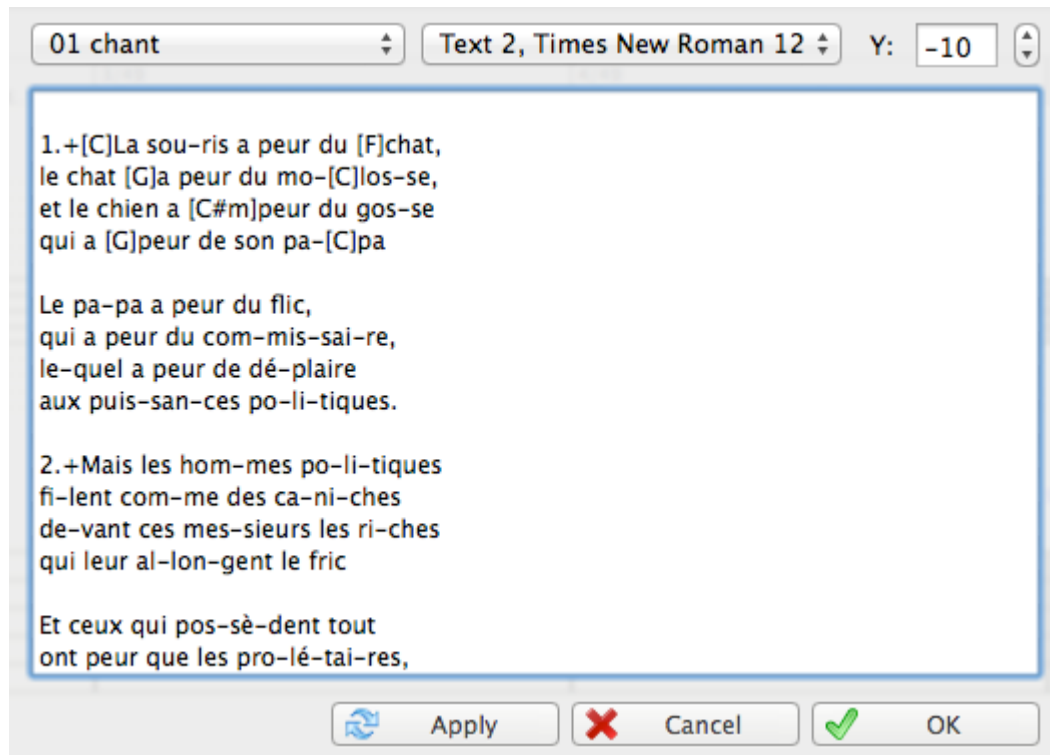 01 chant Text 2, Times New Roman 12 Y: -10
1.+[C]La sou-ris a peur du [F]chat,
le chat [G]a peur du mo-[C]los-se,
et le chien a [C#m]peur du gos-se
qui a [G]peur de son pa-[C]pa
Le pa-pa a peur du flic,
qui a peur du com-mis-sai-re,
le-quel a peur de dé-plaire
aux puis-san-ces po-li-tiques.
2.+Mais les hom-mes po-li-tiques
fi-lent com-me des ca-ni-ches
de-vant ces mes-sieurs les ri-ches
qui leur al-lon-gent le fric
Et ceux qui pos-sè-dent tout
ont peur que les pro-lé-tai-res,
Apply Cancel OK